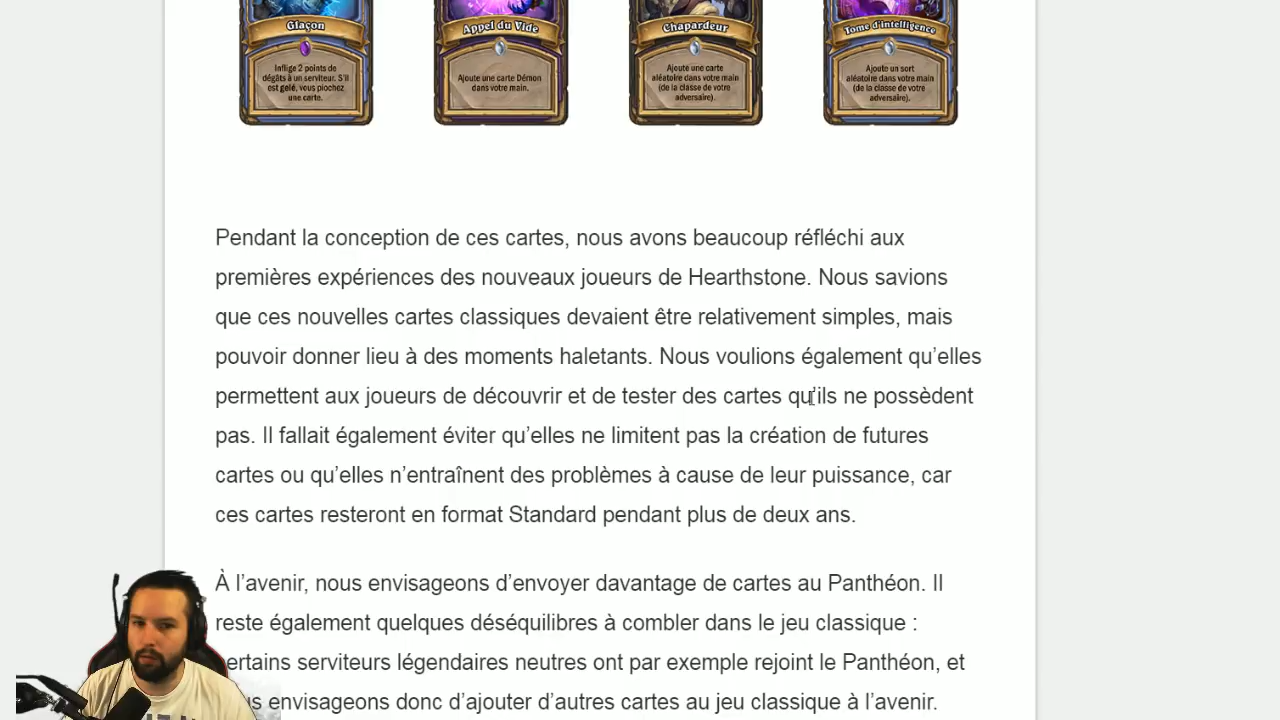 Glaçon
Inflige 2 points de
dégâts à un serviteur. S'il
est gelé, vous piochez
une carte.
Appel du Vide
Ajoute une carte Démon
dans votre main.
Chapardeur
Ajoute une carte
aléatoire dans votre main
(de la classe de votre
adversaire).
Tome d'intelligence
Ajoute un sort
aléatoire dans votre main
(de la classe de votre
adversaire).
Pendant la conception de ces cartes, nous avons beaucoup réfléchi aux
premières expériences des nouveaux joueurs de Hearthstone. Nous savions
que ces nouvelles cartes classiques devaient être relativement simples, mais
pouvoir donner lieu à des moments haletants. Nous voulions également qu’elles
permettent aux joueurs de découvrir et de tester des cartes qu’ils ne possèdent
pas. Il fallait également éviter qu’elles ne limitent pas la création de futures
cartes ou qu’elles n’entraînent des problèmes à cause de leur puissance, car
ces cartes resteront en format Standard pendant plus de deux ans.
À l’avenir, nous envisageons d’envoyer davantage de cartes au Panthéon. Il
reste également quelques déséquilibres à combler dans le jeu classique :
ertains serviteurs légendaires neutres ont par exemple rejoint le Panthéon, et
s envisageons donc d’ajouter d’autres cartes au jeu classique à l’avenir.